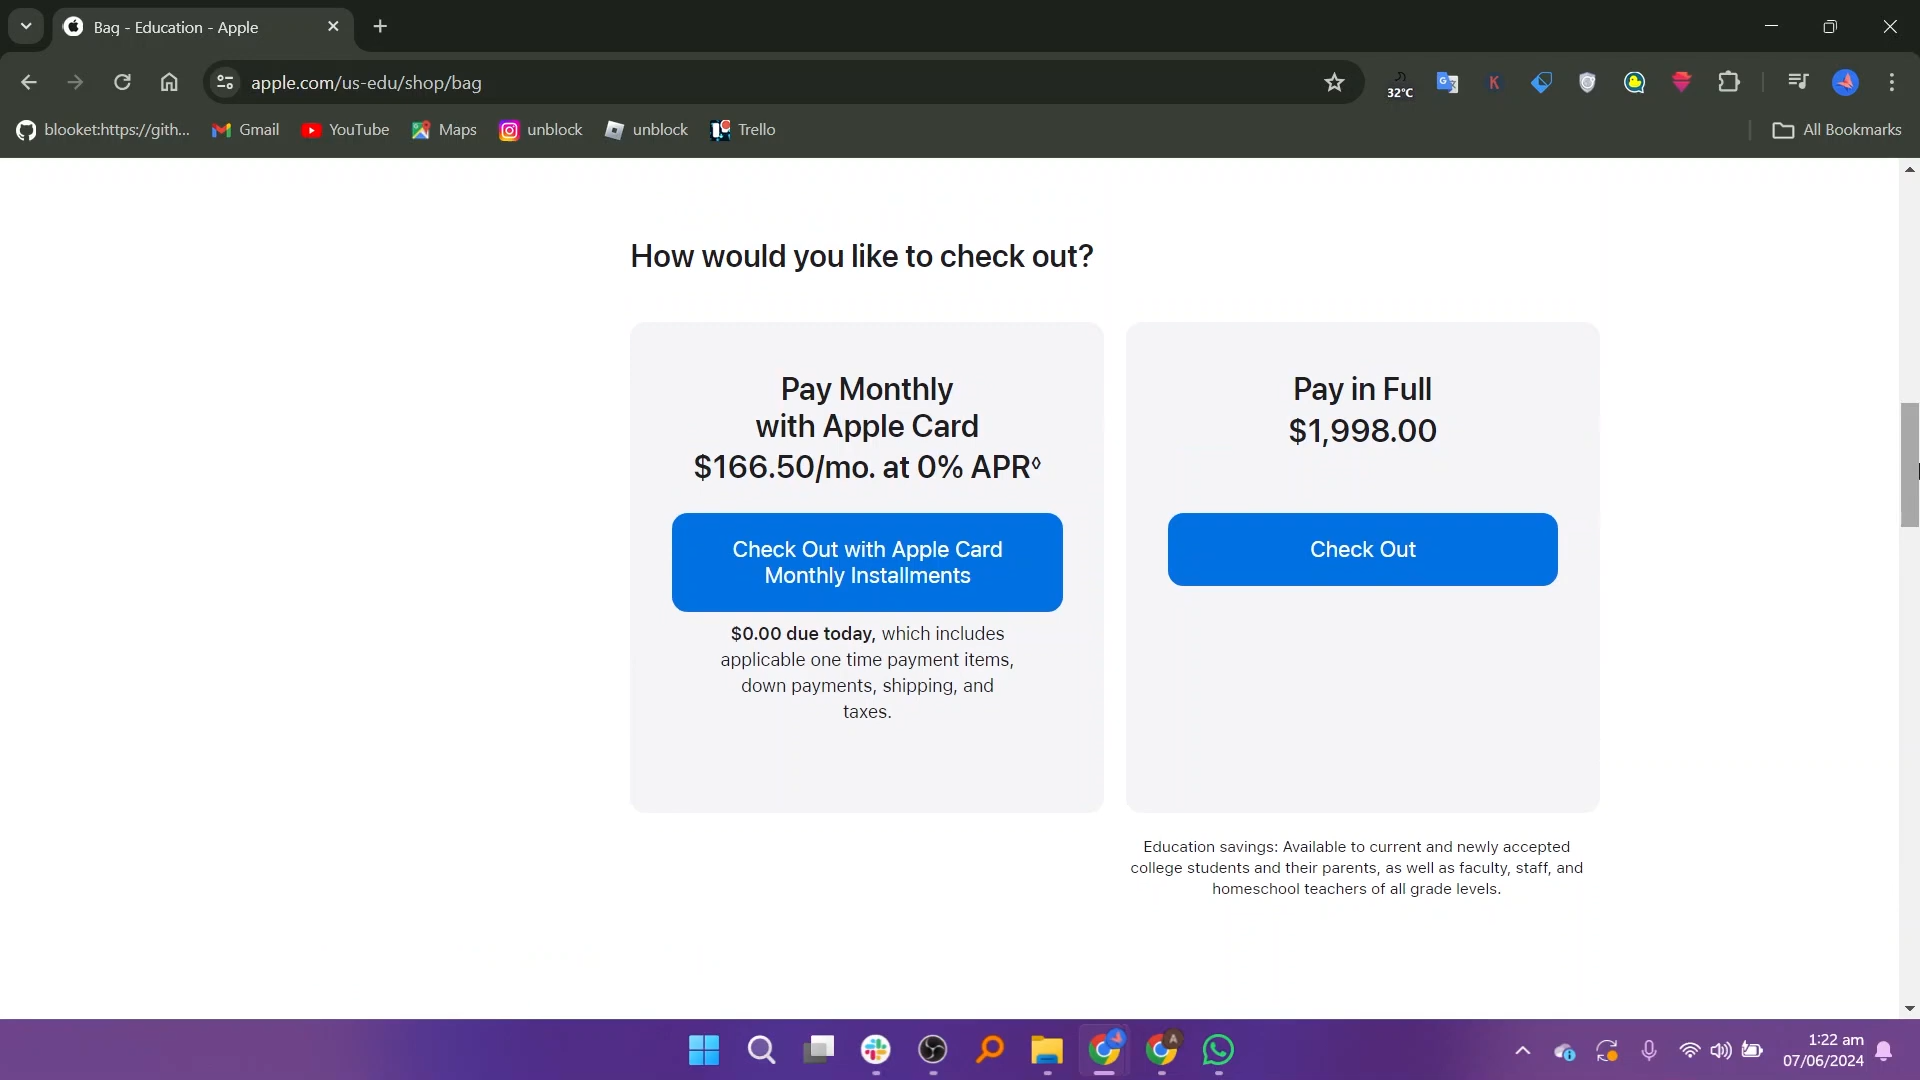 Bag - Education - Apple
apple.com/us-edu/shop/bag
32°C
K
blooket:https://gith...
Gmail
YouTube
Maps
unblock
unblock
Trello
All Bookmarks
How would you like to check out?
Pay Monthly
with Apple Card
$166.50/mo. at 0% APR◊
Check Out with Apple Card
Monthly Installments
$0.00 due today, which includes
applicable one time payment items,
down payments, shipping, and
taxes.
Pay in Full
$1,998.00
Check Out
Education savings: Available to current and newly accepted
college students and their parents, as well as faculty, staff, and
homeschool teachers of all grade levels.
A
1:22 am
07/06/2024